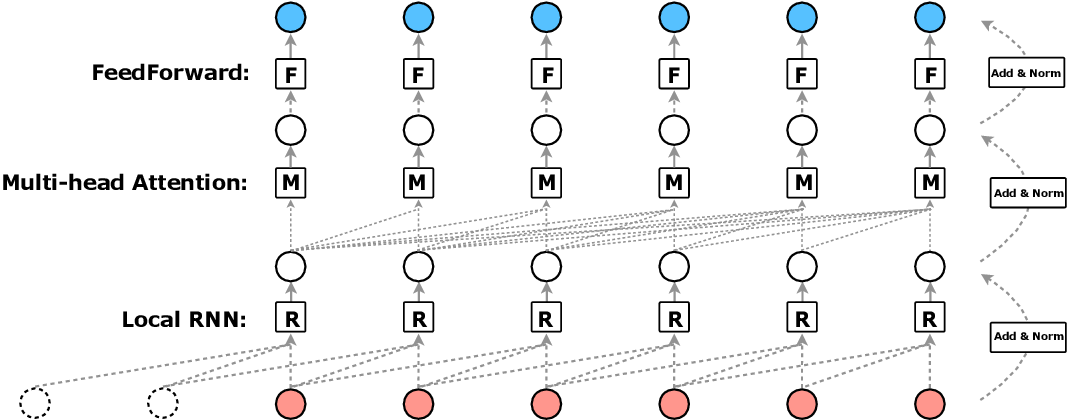 FeedForward: F F F F F F Add & Norm
Multi-head Attention: M M M M M M Add & Norm
Local RNN: R R R R R R Add & Norm